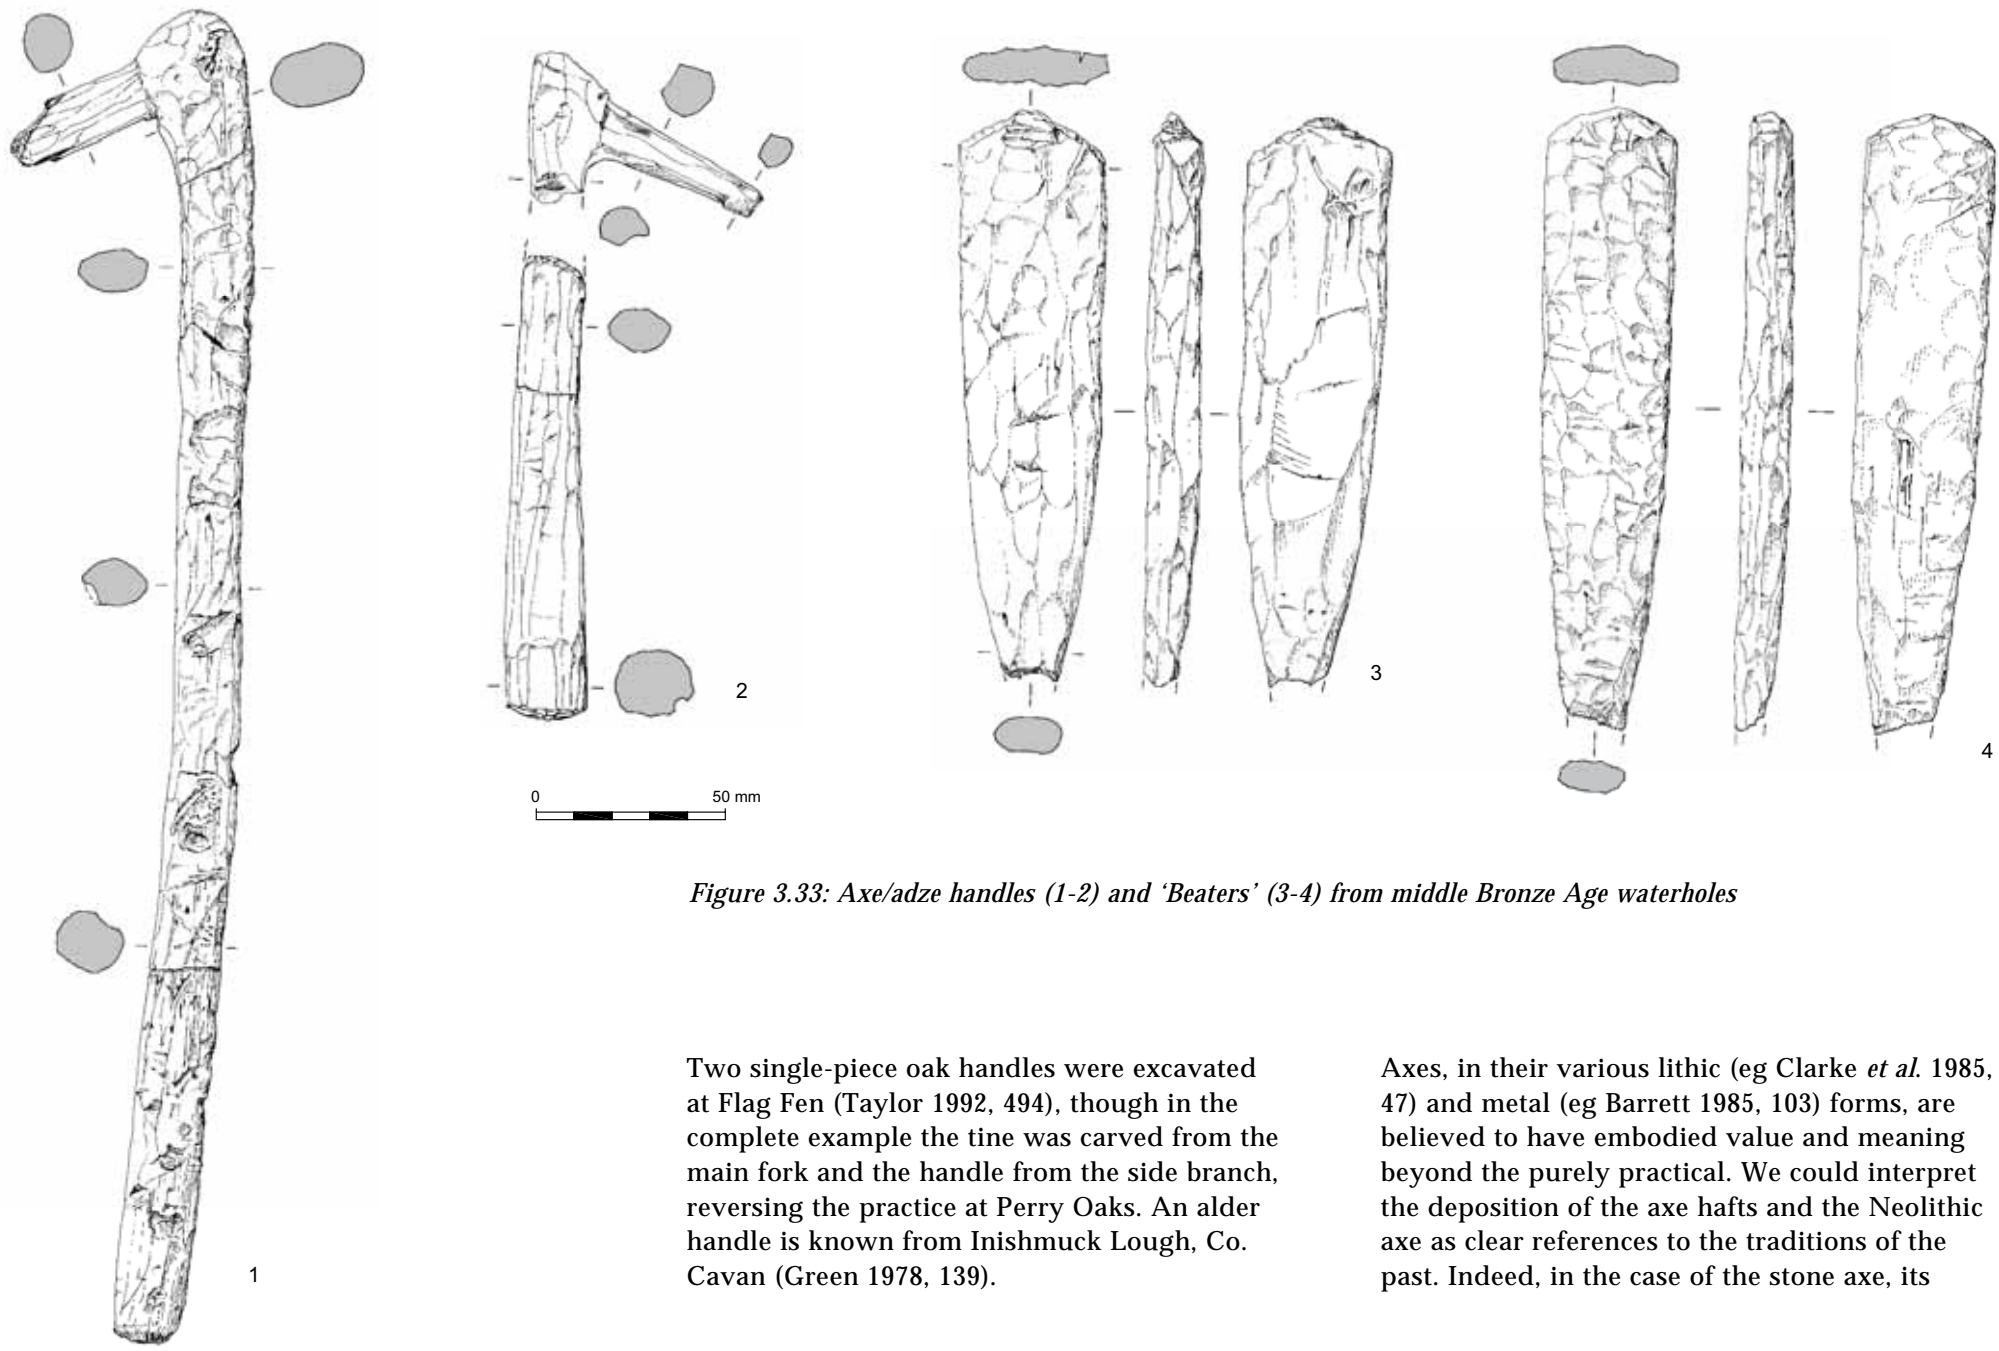 2
3
4
0 50 mm
Figure 3.33: Axe/adze handles (1-2) and ‘Beaters’ (3-4) from middle Bronze Age waterholes
1
Two single-piece oak handles were excavated
at Flag Fen (Taylor 1992, 494), though in the
complete example the tine was carved from the
main fork and the handle from the side branch,
reversing the practice at Perry Oaks. An alder
handle is known from Inishmuck Lough, Co.
Cavan (Green 1978, 139).
Axes, in their various lithic (eg Clarke et al. 1985,
47) and metal (eg Barrett 1985, 103) forms, are
believed to have embodied value and meaning
beyond the purely practical. We could interpret
the deposition of the axe hafts and the Neolithic
axe as clear references to the traditions of the
past. Indeed, in the case of the stone axe, its